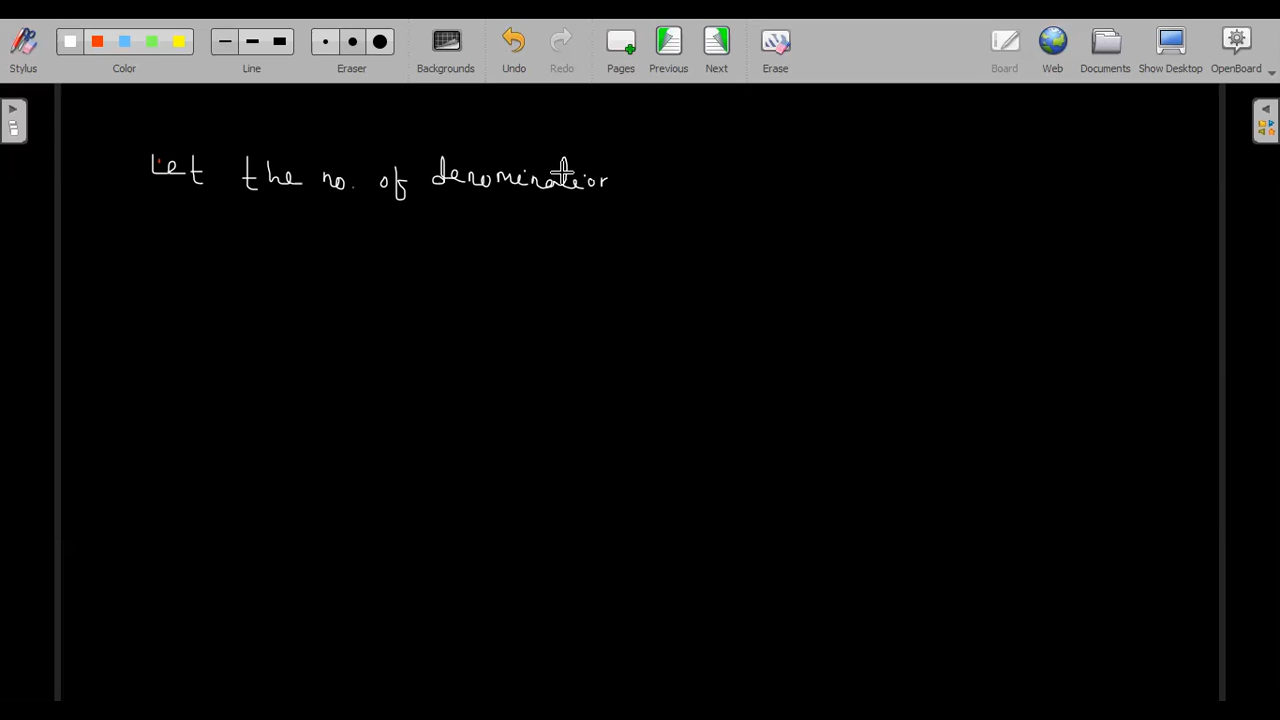 Stylus Color Line Eraser Backgrounds Undo Redo Pages Previous Next Erase Board Web Documents Show Desktop OpenBoard
Let the no. of denomination